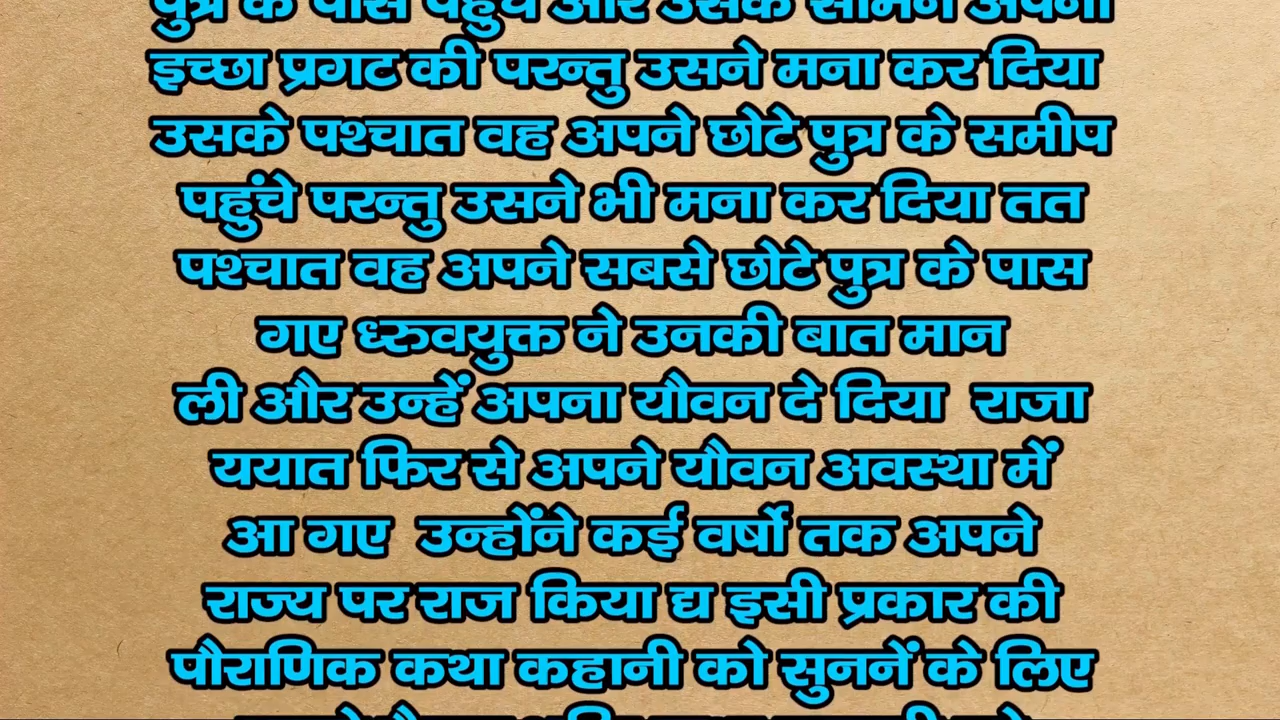 पुत्र के पास पहुंचे और उसके सामने अपनी
इच्छा प्रगट की परन्तु उसने मना कर दिया
उसके पश्चात वह अपने छोटे पुत्र के समीप
पहुंचे परन्तु उसने भी मना कर दिया तत
पश्चात वह अपने सबसे छोटे पुत्र के पास
गए ध्रुवयुक्त ने उनकी बात मान
ली और उन्हें अपना यौवन दे दिया राजा
ययात फिर से अपने यौवन अवस्था में
आ गए उन्होंने कई वर्षो तक अपने
राज्य पर राज किया द्य इसी प्रकार की
पौराणिक कथा कहानी को सुननें के लिए